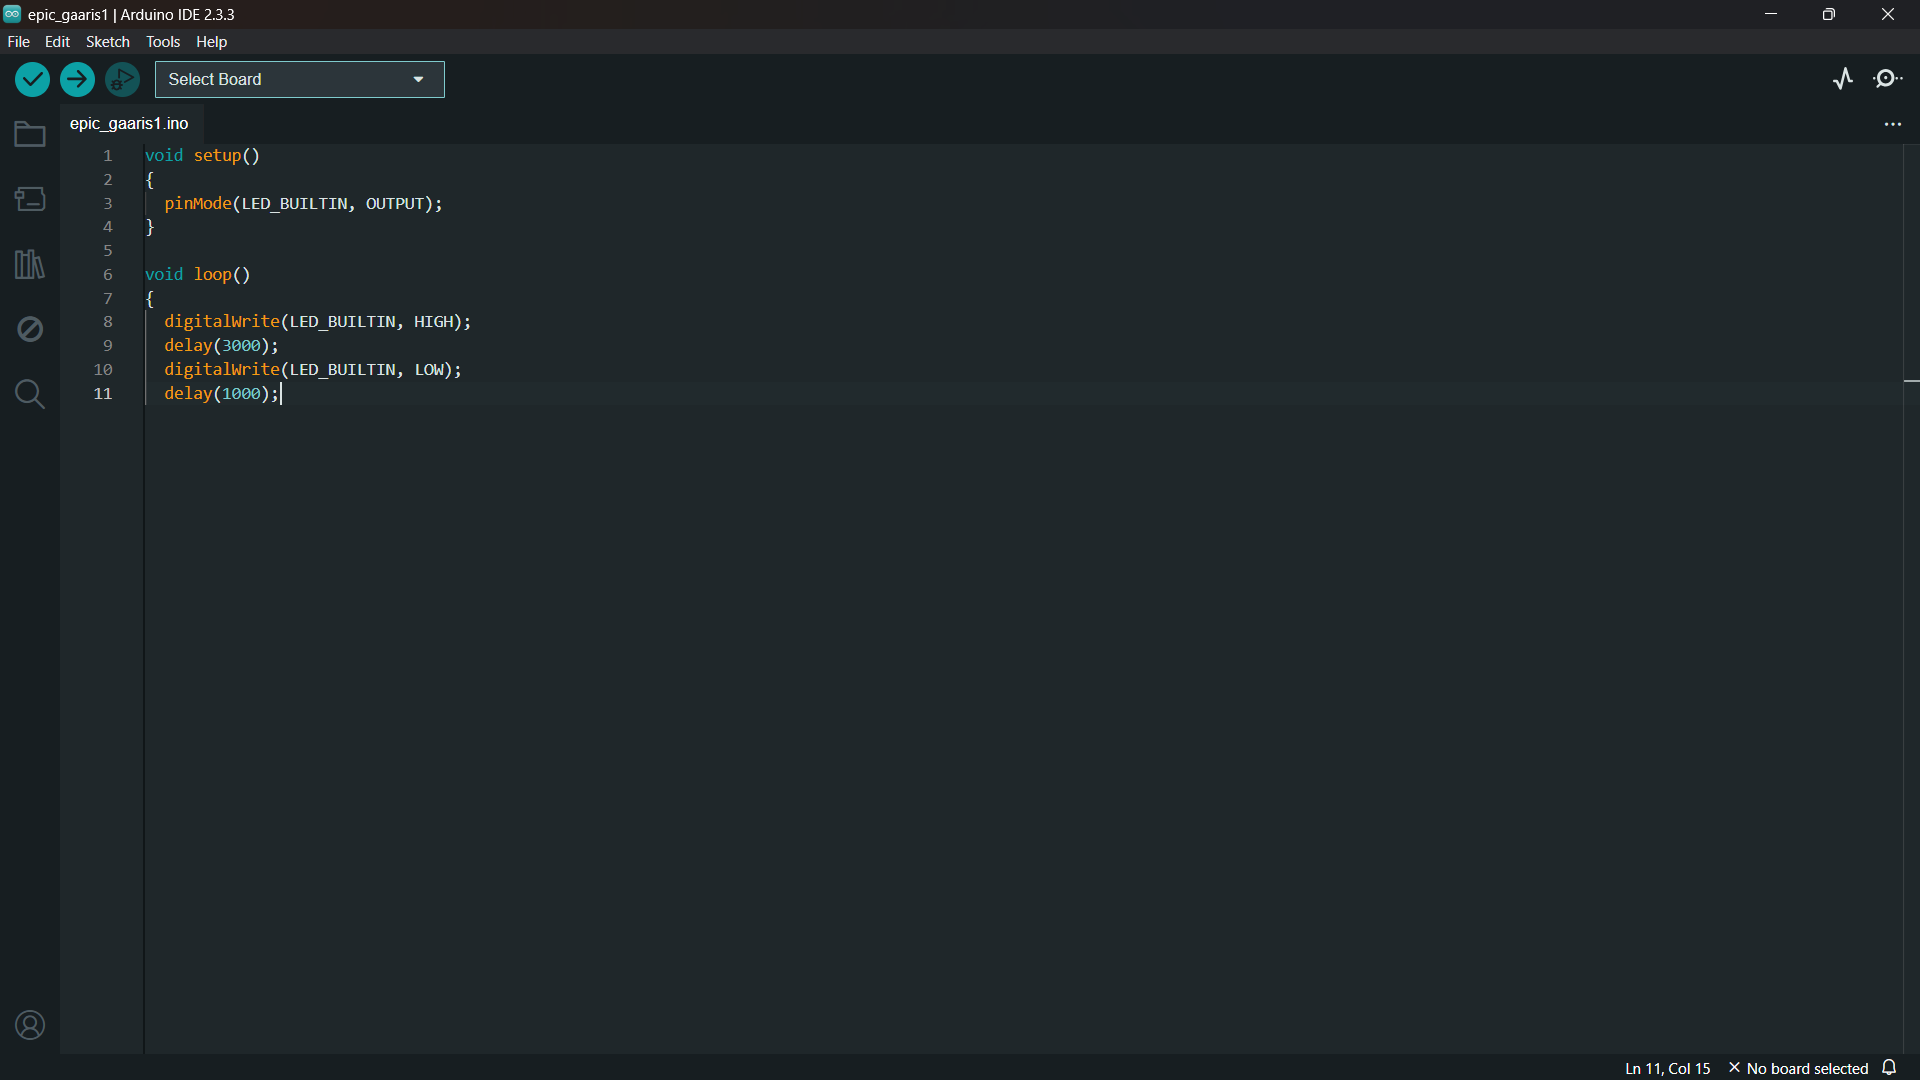 epic_gaaris1 | Arduino IDE 2.3.3
File Edit Sketch Tools Help
Select Board
epic_gaaris1.ino
1 void setup()
2 {
3 pinMode(LED_BUILTIN, OUTPUT);
4 }
5
6 void loop()
7 {
8 digitalWrite(LED_BUILTIN, HIGH);
9 delay(3000);
10 digitalWrite(LED_BUILTIN, LOW);
11 delay(1000);
Ln 11, Col 15 No board selected